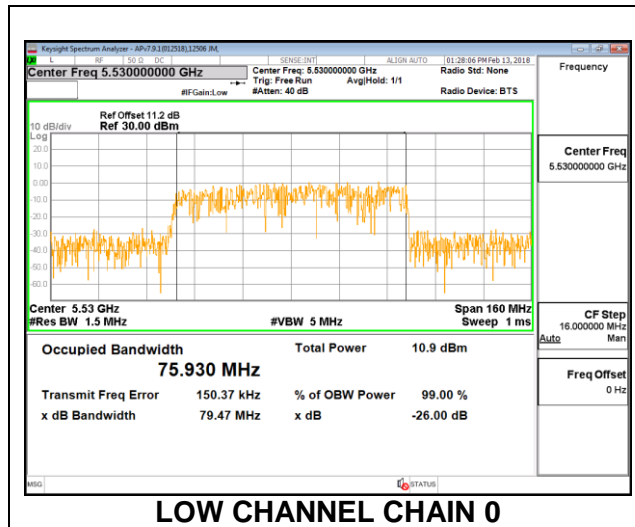 Keysight Spectrum Analyzer - APv7.9.1(012518),12506 JM,
L RF 50 Ω DC SENSE:INT ALIGN AUTO 01:28:06 PM Feb 13, 2018
Center Freq 5.530000000 GHz
Center Freq: 5.530000000 GHz
Radio Std: None
Trig: Free Run Avg|Hold: 1/1
#IFGain:Low #Atten: 40 dB Radio Device: BTS
Frequency
Ref Offset 11.2 dB
10 dB/div Ref 30.00 dBm
Log
20.0
10.0
0.00
-10.0
-20.0
-30.0
-40.0
-50.0
-60.0
Center Freq
5.530000000 GHz
Center 5.53 GHz Span 160 MHz
#Res BW 1.5 MHz #VBW 5 MHz Sweep 1 ms
CF Step
16.000000 MHz
Auto Man
Occupied Bandwidth Total Power 10.9 dBm
75.930 MHz
Freq Offset
0 Hz
Transmit Freq Error 150.37 kHz % of OBW Power 99.00 %
x dB Bandwidth 79.47 MHz x dB -26.00 dB
MSG STATUS
LOW CHANNEL CHAIN 0